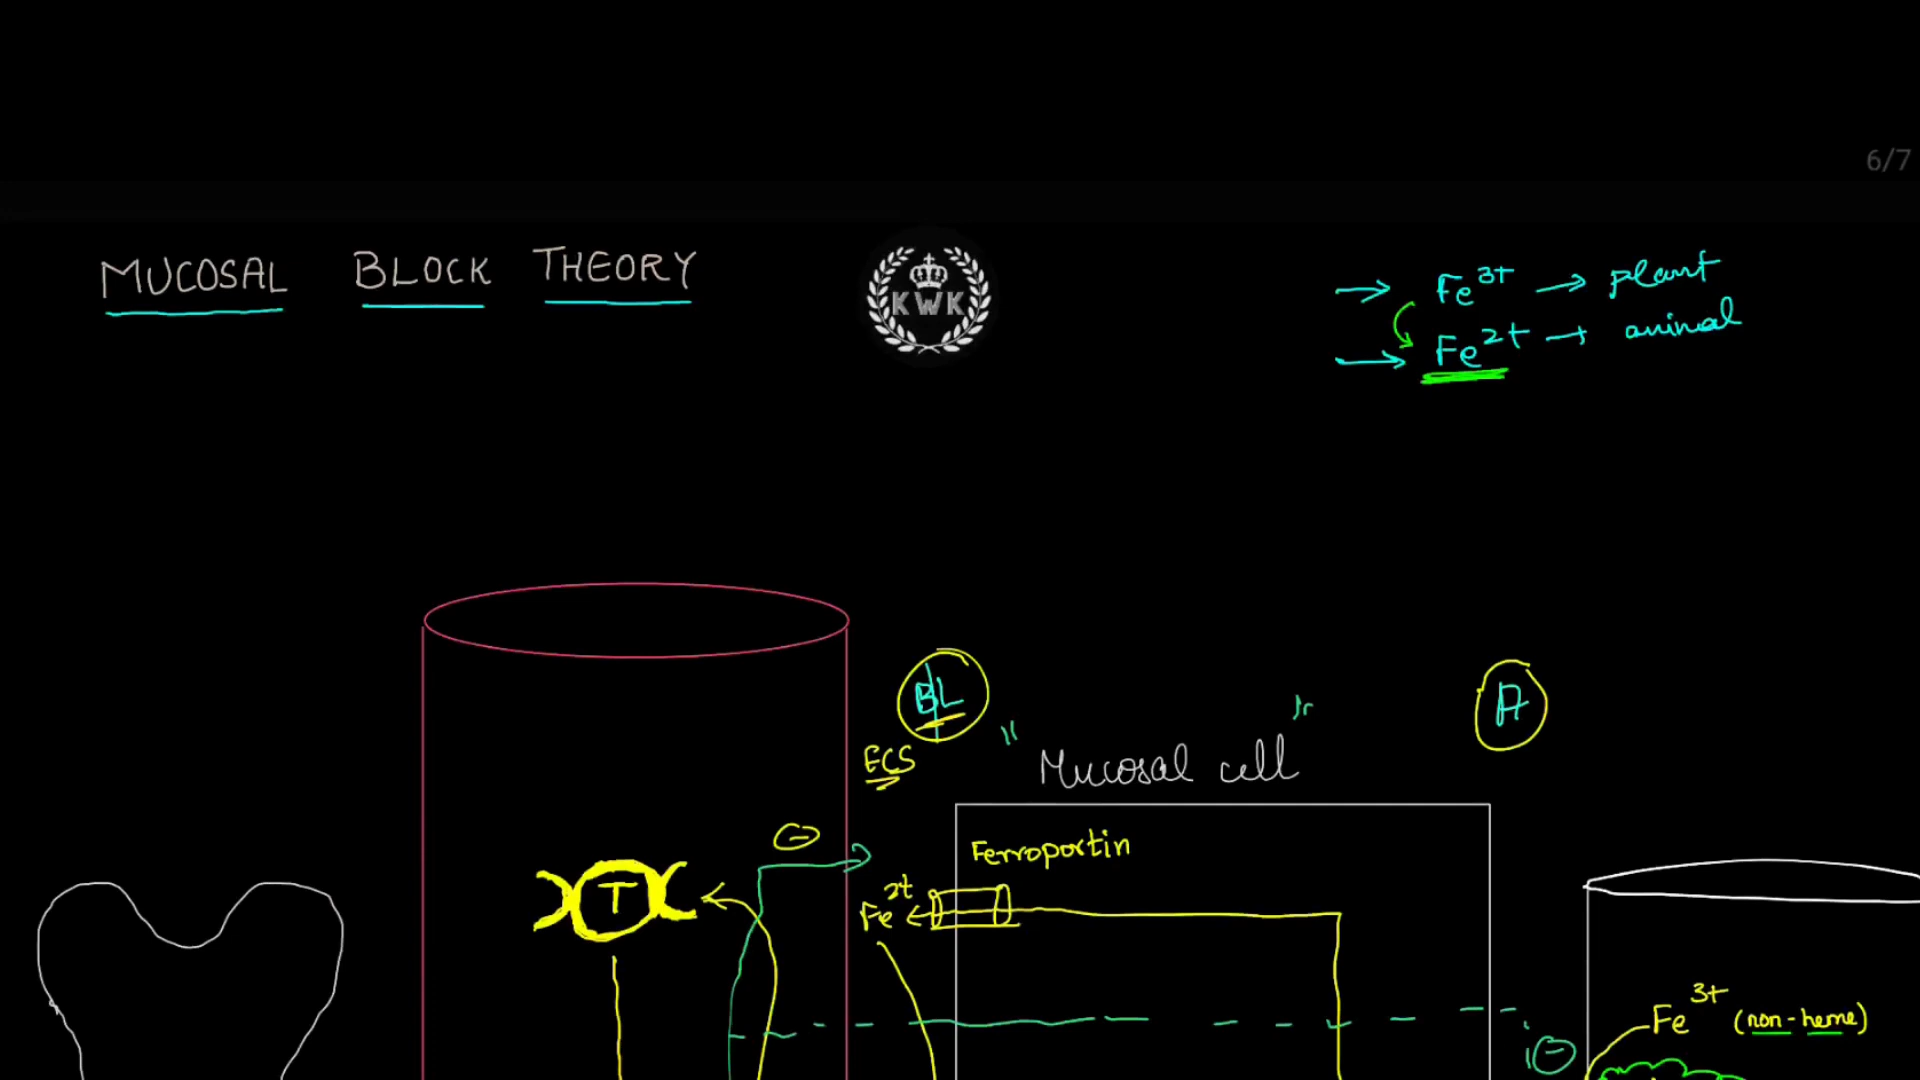 6/7
MUCOSAL BLOCK THEORY
KWK
→ Fe³⁺ → plant
→ Fe²⁺ → animal
BL
A
ECS
" Mucosal cell "
Ferroportin
T
Fe²⁺
Fe³⁺ (non-heme)